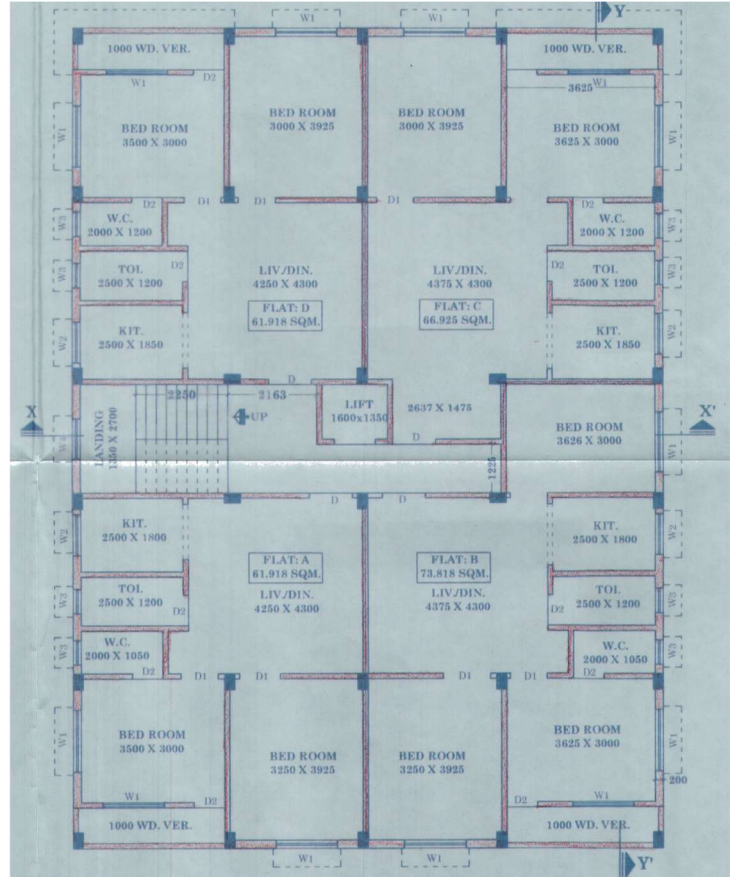 Y
W1
W1
1000 WD. VER.
1000 WD. VER.
W1
D2
W1
3625
W1
BED ROOM
3500 X 3000
BED ROOM
3000 X 3925
BED ROOM
3000 X 3925
BED ROOM
3625 X 3000
W1
D2
D1
D1
D1
D2
W3
W.C.
2000 X 1200
W.C.
2000 X 1200
W3
W3
TOI.
2500 X 1200
D2
LIV./DIN.
4250 X 4300
LIV./DIN.
4375 X 4300
D2
TOI.
2500 X 1200
W3
FLAT: D
61.918 SQM.
FLAT: C
66.925 SQM.
W2
KIT.
2500 X 1850
KIT.
2500 X 1850
W2
D
2250
2163
UP
LIFT
1600x1350
2637 X 1475
D
X
LANDING
1350 X 2700
BED ROOM
3626 X 3000
W1
X'
1225
D
D
W2
KIT.
2500 X 1800
KIT.
2500 X 1800
W2
FLAT: A
61.918 SQM.
FLAT: B
73.818 SQM.
W3
TOI.
2500 X 1200
D2
LIV./DIN.
4250 X 4300
LIV./DIN.
4375 X 4300
D2
TOI.
2500 X 1200
W3
W3
W.C.
2000 X 1050
W.C.
2000 X 1050
W3
D2
D1
D1
D1
D1
D2
W1
BED ROOM
3500 X 3000
BED ROOM
3250 X 3925
BED ROOM
3250 X 3925
BED ROOM
3625 X 3000
W1
200
W1
D2
D2
W1
1000 WD. VER.
1000 WD. VER.
W1
W1
Y'